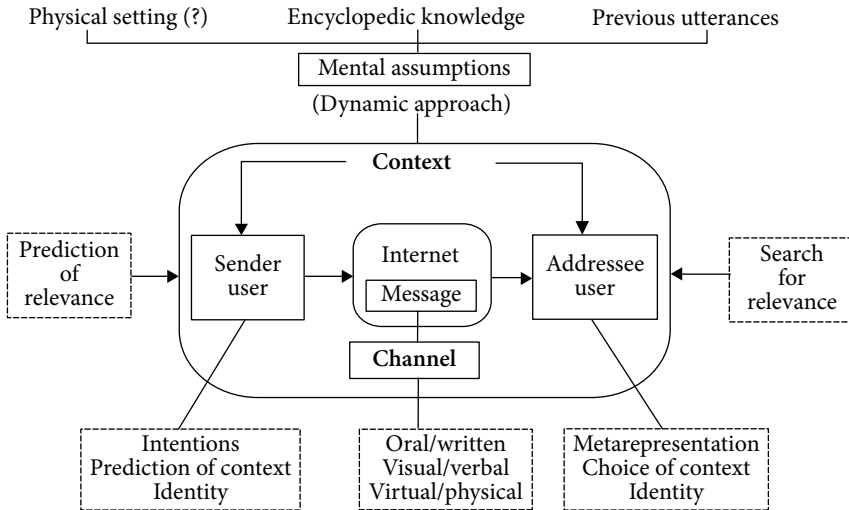 Physical setting (?)
Encyclopedic knowledge
Previous utterances
Mental assumptions
(Dynamic approach)
Context
Prediction
of
relevance
Sender
user
Internet
Message
Addressee
user
Search
for
relevance
Channel
Intentions
Prediction of context
Identity
Oral/written
Visual/verbal
Virtual/physical
Metarepresentation
Choice of context
Identity